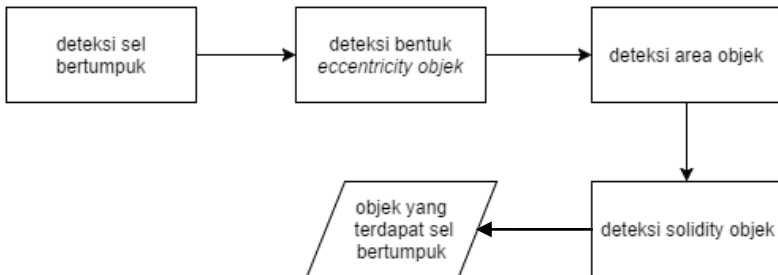 deteksi sel
bertumpuk
deteksi bentuk
eccentricity objek
deteksi area objek
deteksi solidity objek
objek yang
terdapat sel
bertumpuk